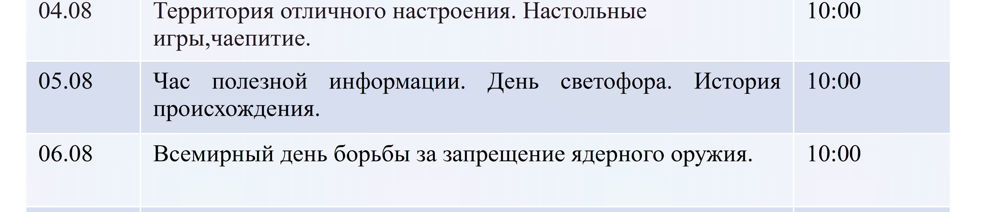 04.08 Территория отличного настроения. Настольные 10:00
игры,чаепитие.
05.08 Час полезной информации. День светофора. История 10:00
происхождения.
06.08 Всемирный день борьбы за запрещение ядерного оружия. 10:00